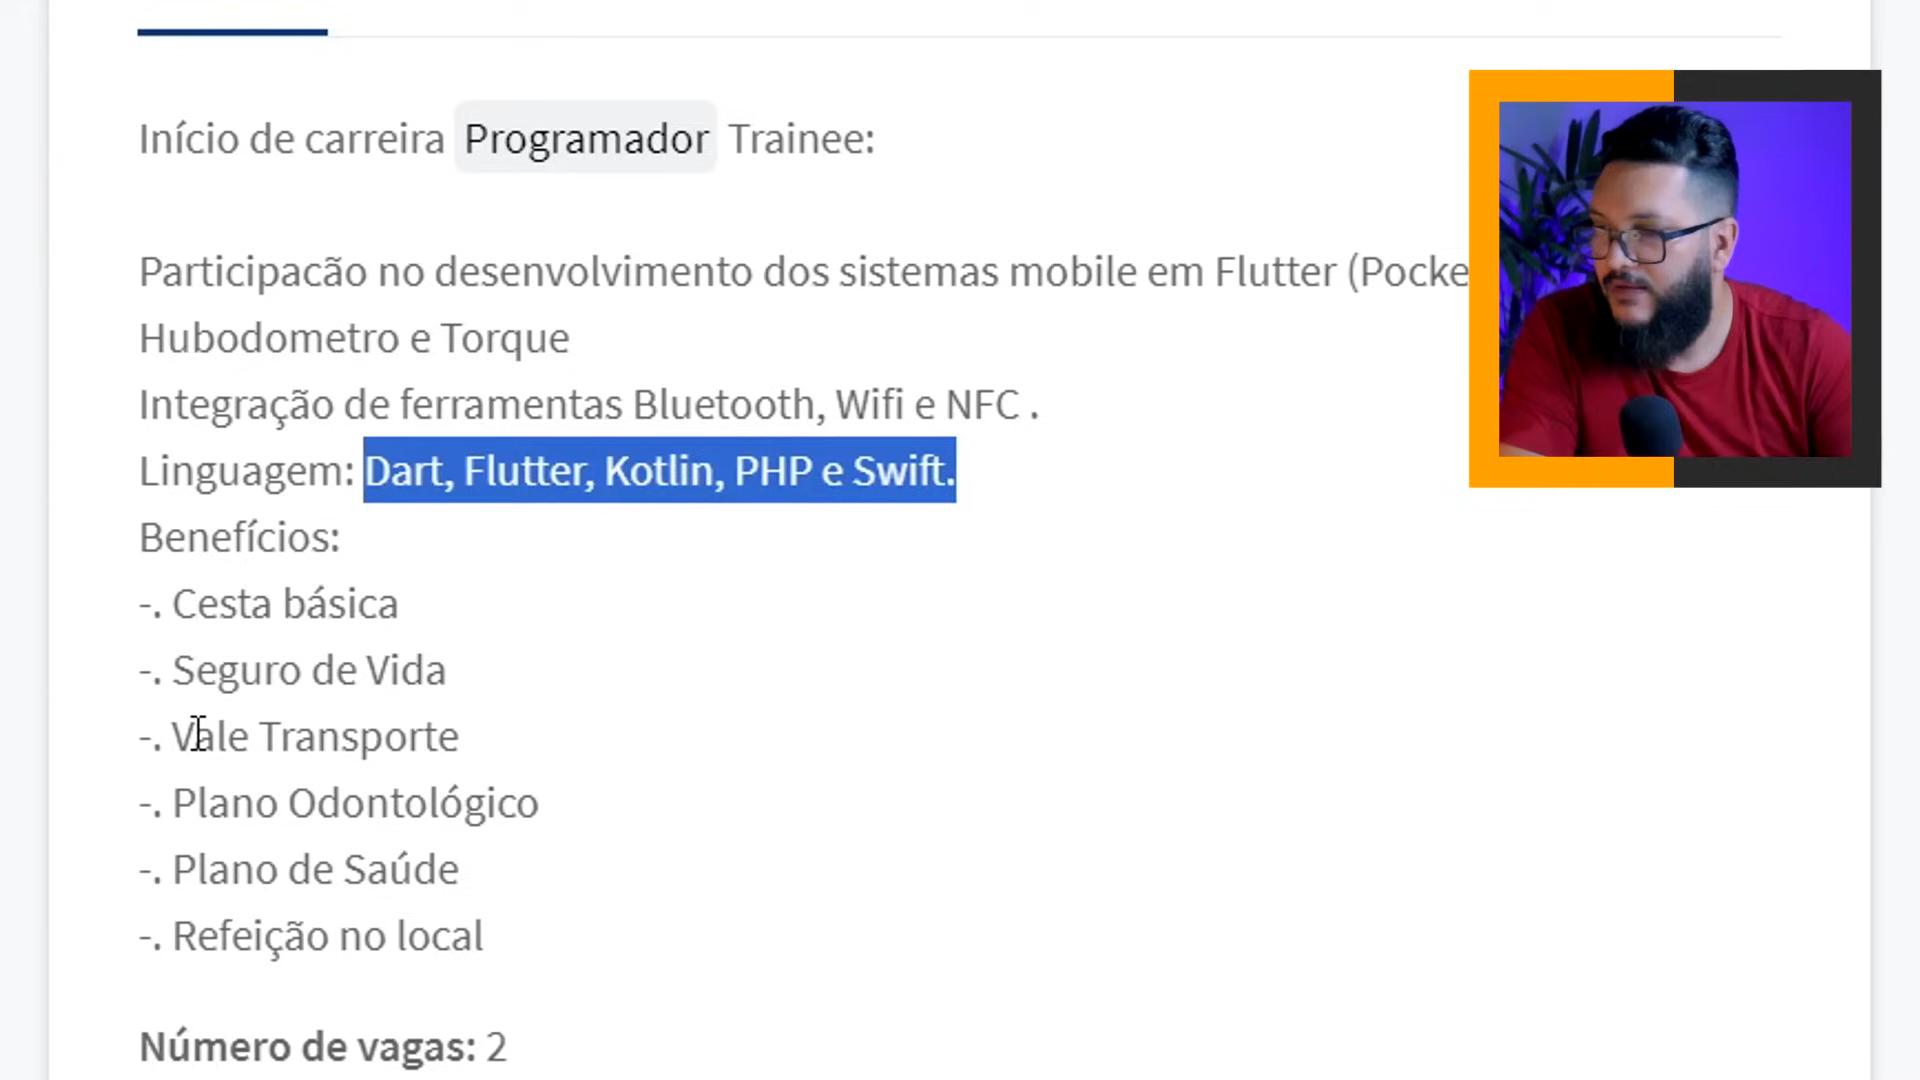 Início de carreira Programador Trainee:
Participacão no desenvolvimento dos sistemas mobile em Flutter (Pocke
Hubodometro e Torque
Integração de ferramentas Bluetooth, Wifi e NFC .
Linguagem: Dart, Flutter, Kotlin, PHP e Swift.
Benefícios:
-. Cesta básica
-. Seguro de Vida
-. Vale Transporte
-. Plano Odontológico
-. Plano de Saúde
-. Refeição no local
Número de vagas: 2